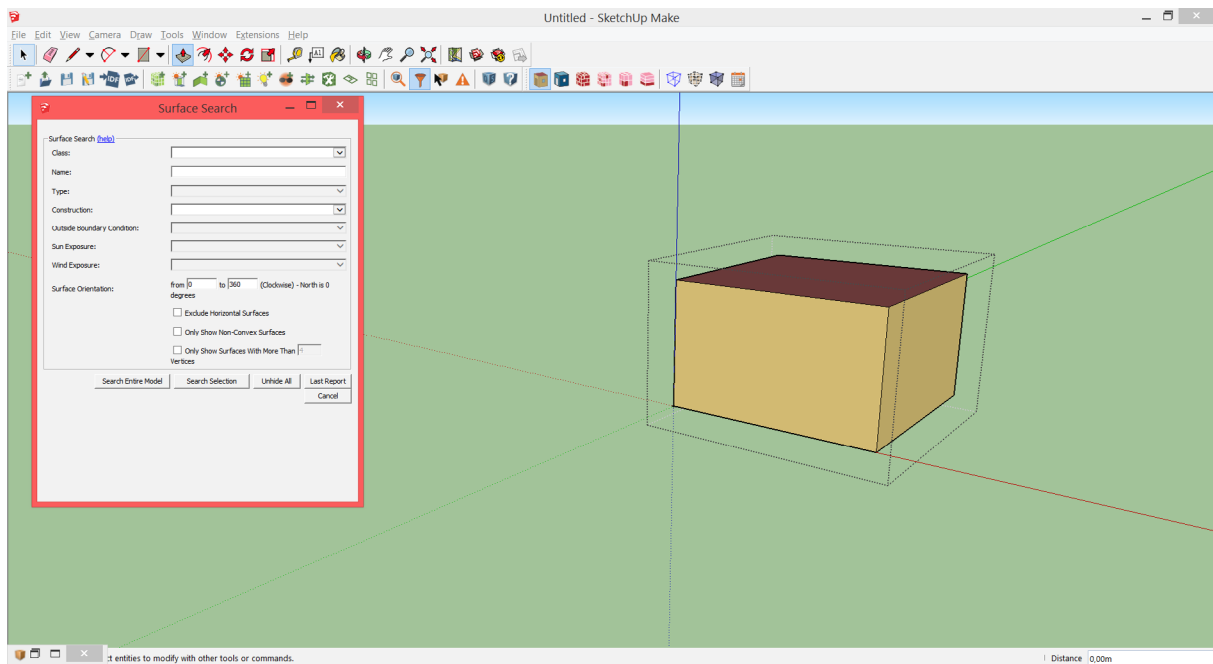 Untitled - SketchUp Make
File Edit View Camera Draw Tools Window Extensions Help
Surface Search
Surface Search (help)
Class:
Name:
Type:
Construction:
Outside Boundary Condition:
Sun Exposure:
Wind Exposure:
Surface Orientation: from 0 to 360 (Clockwise) - North is 0
degrees
Exclude Horizontal Surfaces
Only Show Non-Convex Surfaces
Only Show Surfaces With More Than 4
Vertices
Search Entire Model Search Selection Unhide All Last Report
Cancel
entities to modify with other tools or commands.
Distance 0,00m